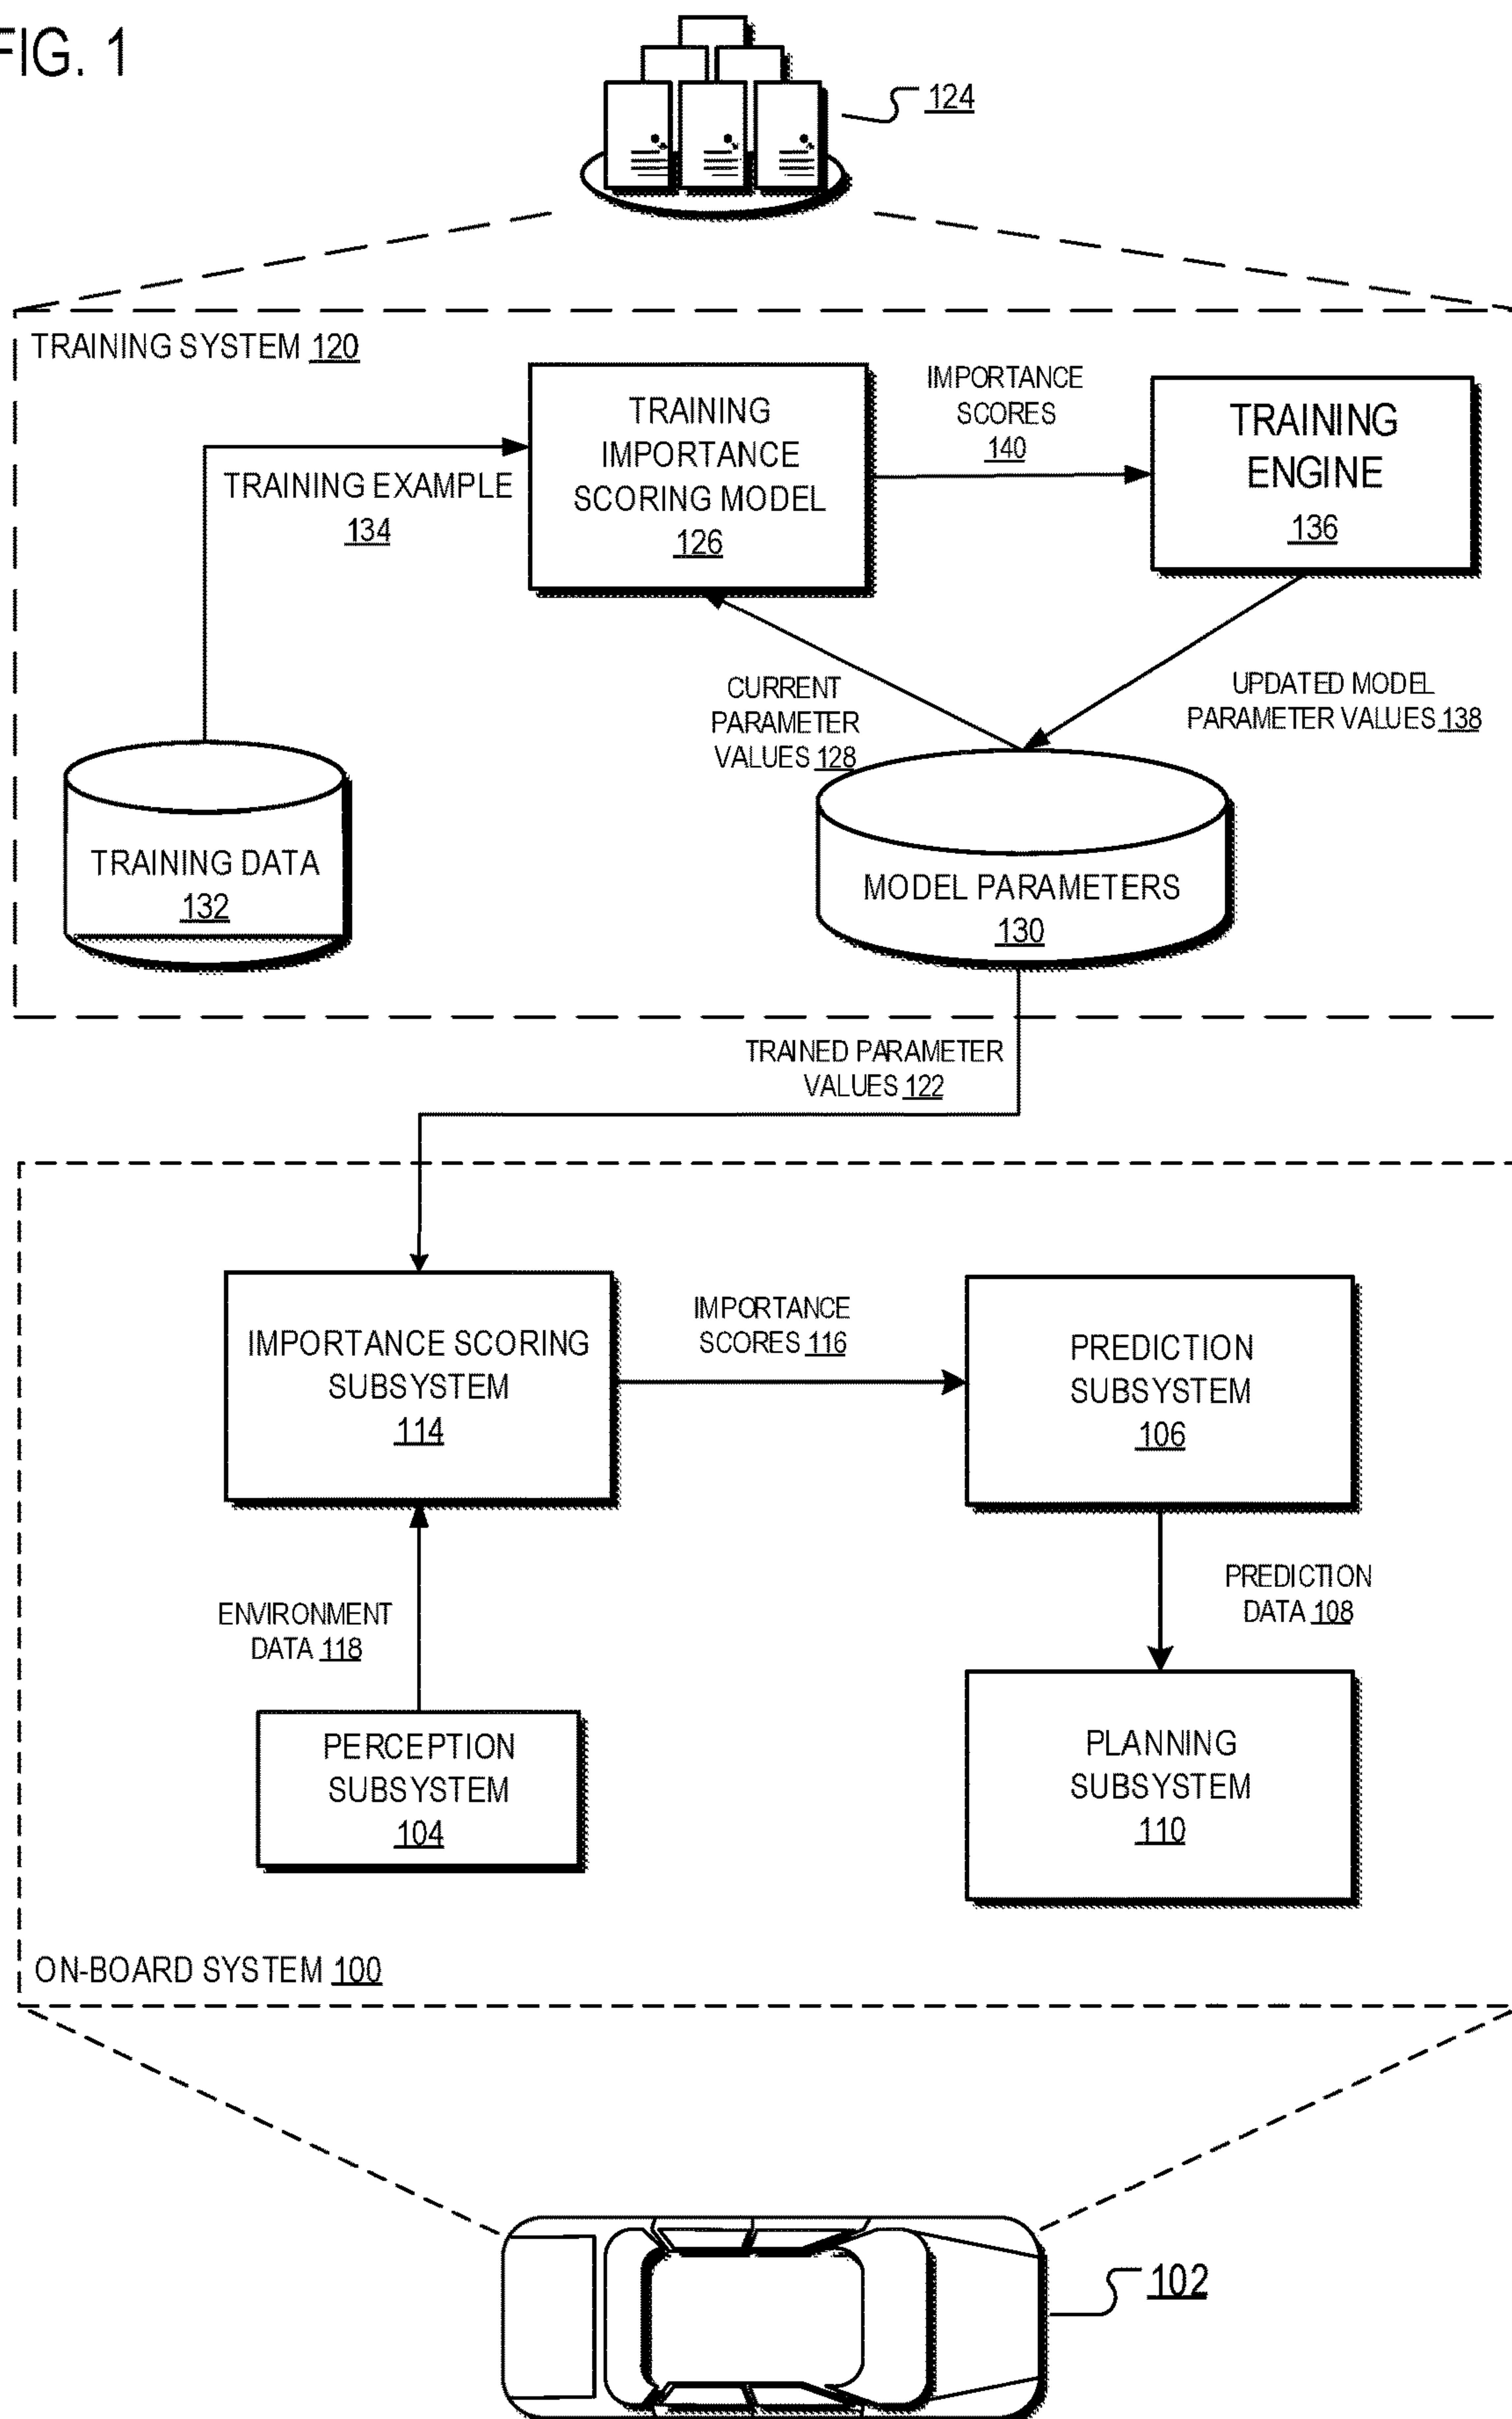 FIG. 1
124
TRAINING SYSTEM 120
TRAINING
IMPORTANCE
SCORING MODEL
126
IMPORTANCE
SCORES
140
TRAINING
ENGINE
136
TRAINING EXAMPLE
134
CURRENT
PARAMETER
VALUES 128
UPDATED MODEL
PARAMETER VALUES 138
TRAINING DATA
132
MODEL PARAMETERS
130
TRAINED PARAMETER
VALUES 122
IMPORTANCE SCORING
SUBSYSTEM
114
IMPORTANCE
SCORES 116
PREDICTION
SUBSYSTEM
106
ENVIRONMENT
DATA 118
PREDICTION
DATA 108
PERCEPTION
SUBSYSTEM
104
PLANNING
SUBSYSTEM
110
ON-BOARD SYSTEM 100
102